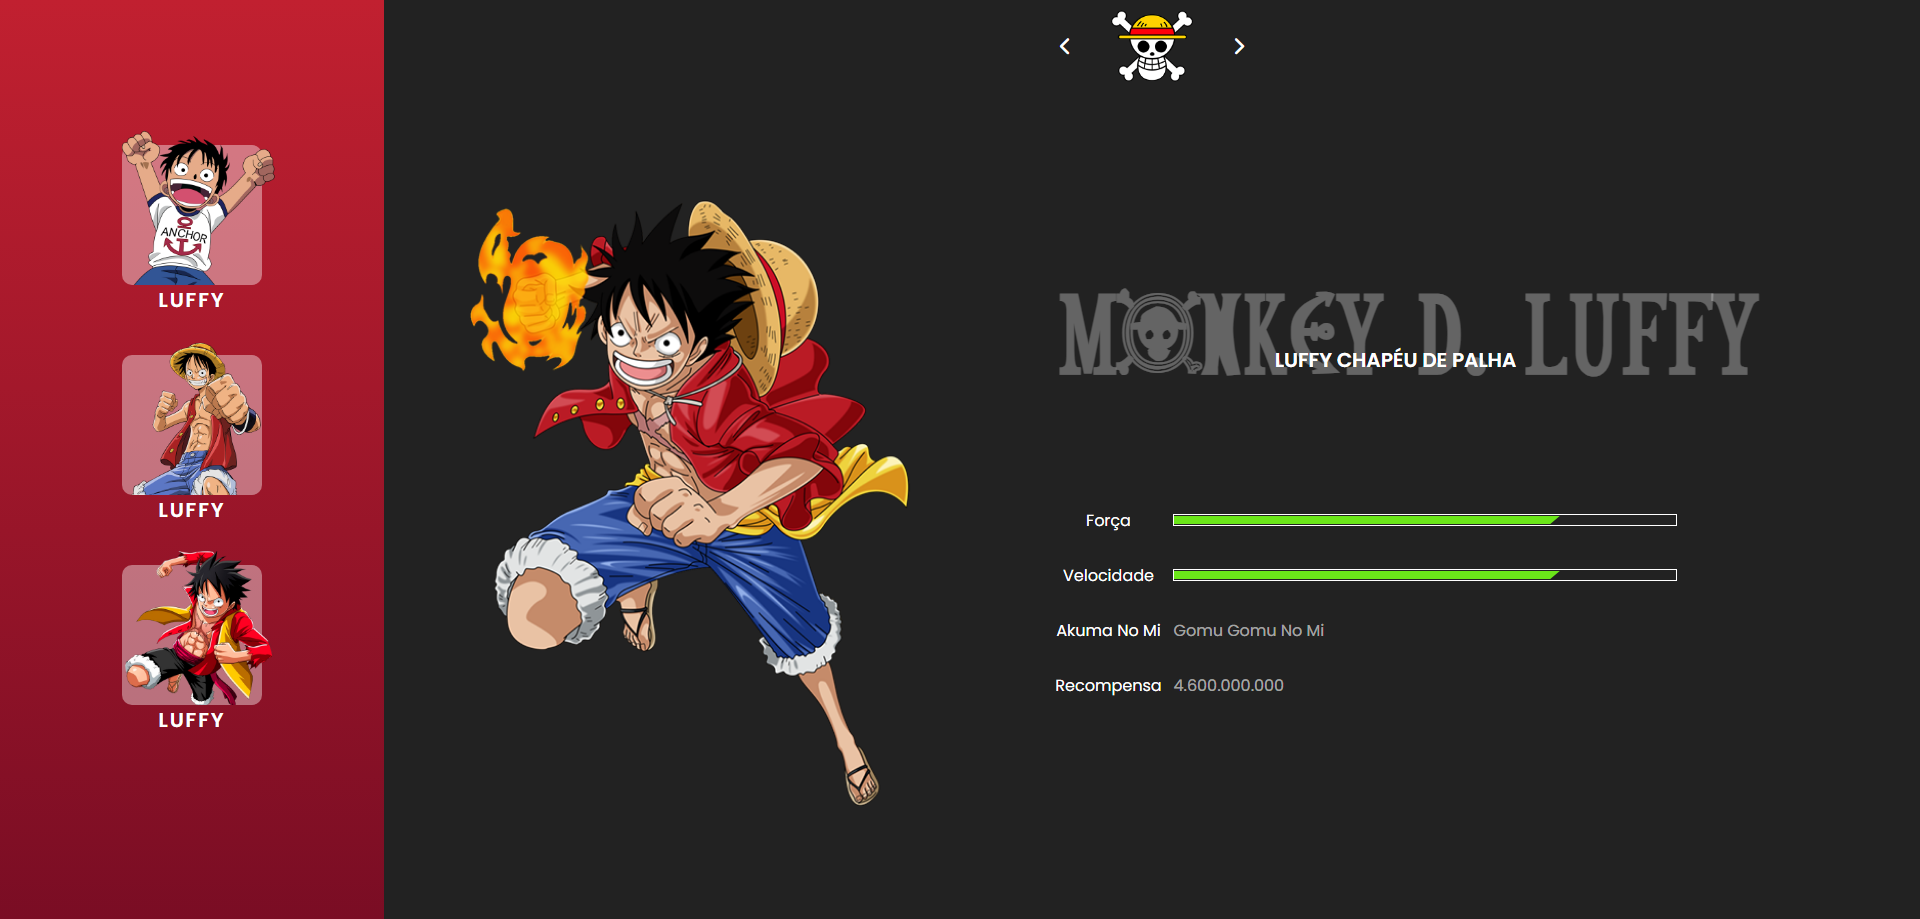 ANCHOR
LUFFY
LUFFY
LUFFY
MONKEY D. LUFFY
LUFFY CHAPÉU DE PALHA
Força
Velocidade
Akuma No Mi Gomu Gomu No Mi
Recompensa 4.600.000.000